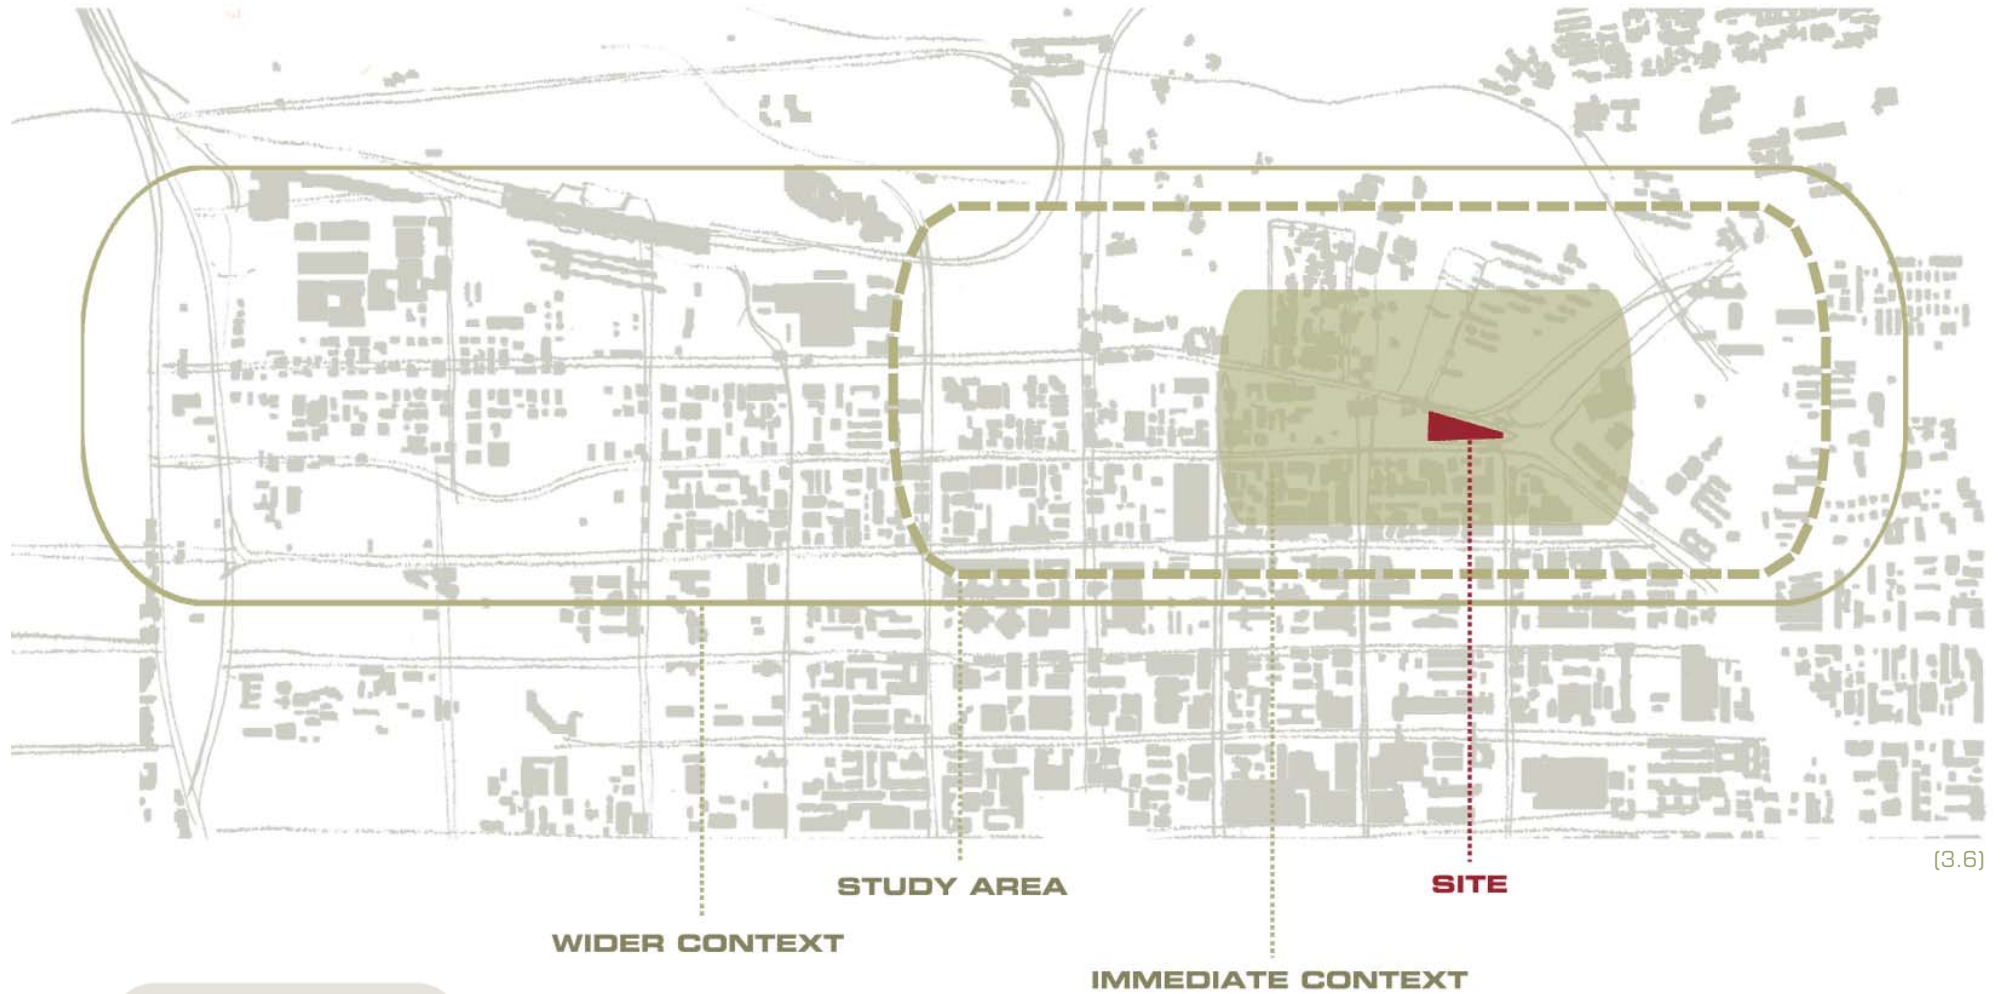 (3.6)
STUDY AREA
SITE
WIDER CONTEXT
IMMEDIATE CONTEXT